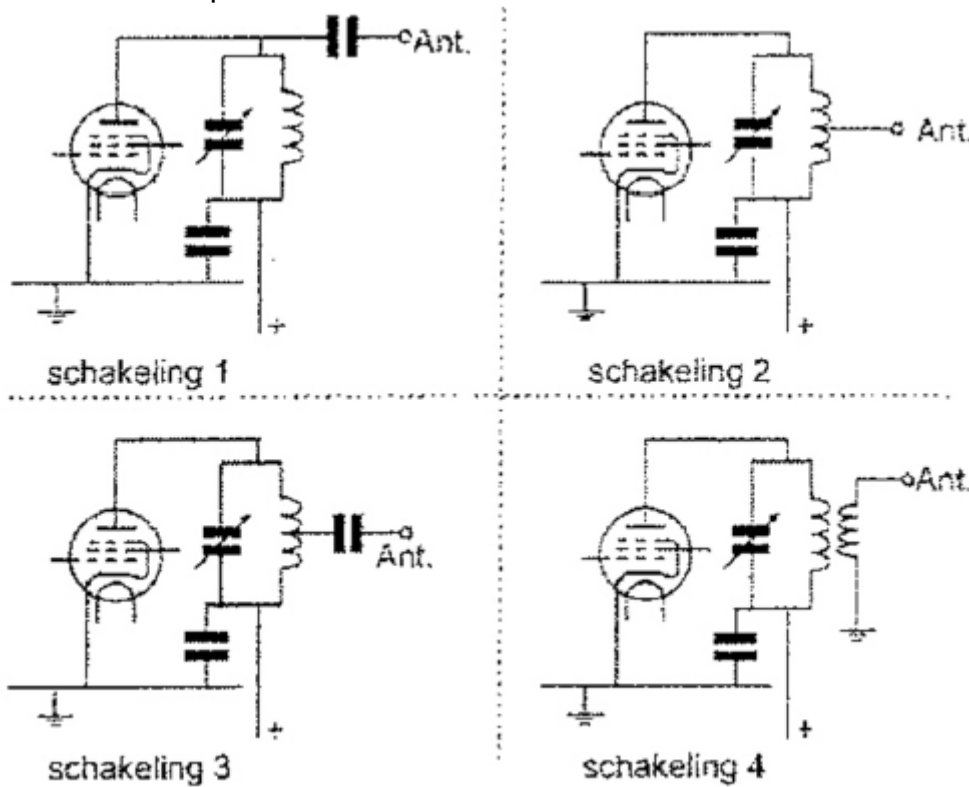 Ant.
+
schakeling 1
Ant.
+
schakeling 2
Ant.
+
schakeling 3
Ant.
+
schakeling 4